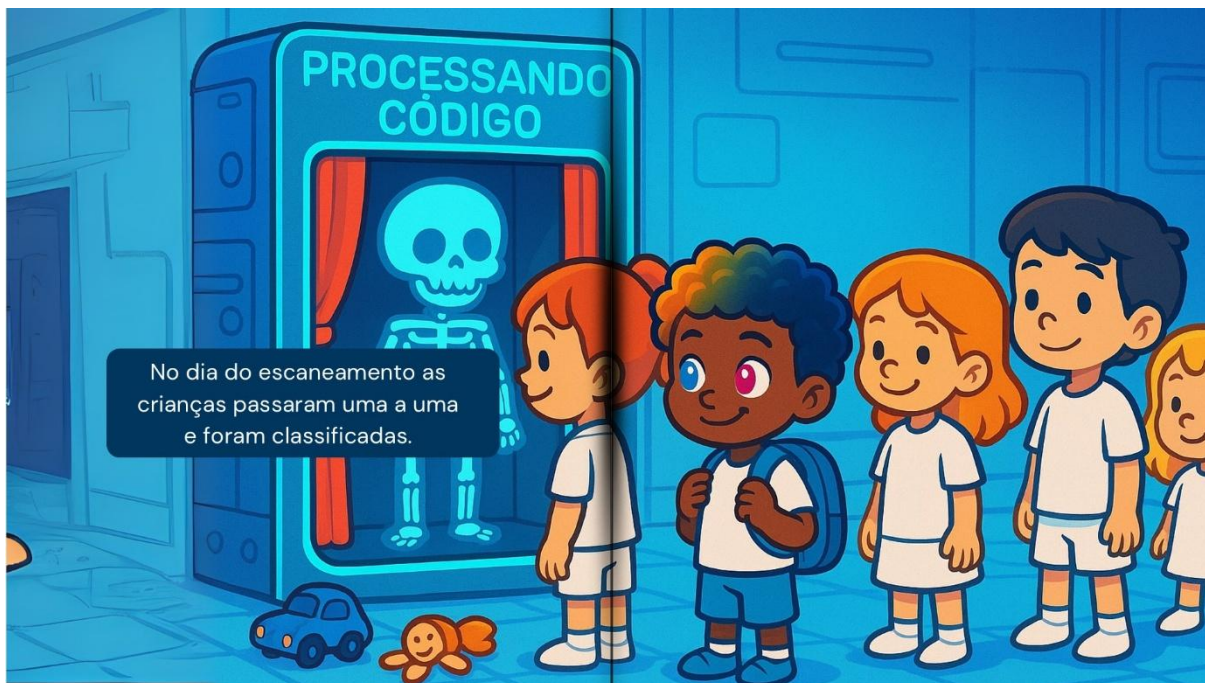 PROCESSANDO
CÓDIGO
No dia do escaneamento as
crianças passaram uma a uma
e foram classificadas.